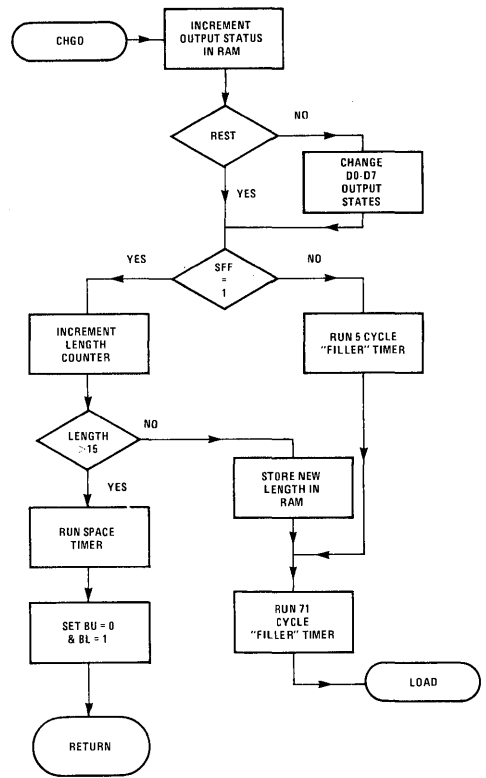 CHGO
INCREMENT
OUTPUT STATUS
IN RAM
REST
NO
CHANGE
D0-D7
OUTPUT
STATES
YES
YES
SFF
=
1
NO
INCREMENT
LENGTH
COUNTER
RUN 5 CYCLE
"FILLER" TIMER
LENGTH
>15
NO
STORE NEW
LENGTH IN
RAM
YES
RUN SPACE
TIMER
RUN 71
CYCLE
"FILLER" TIMER
SET BU = 0
& BL = 1
LOAD
RETURN